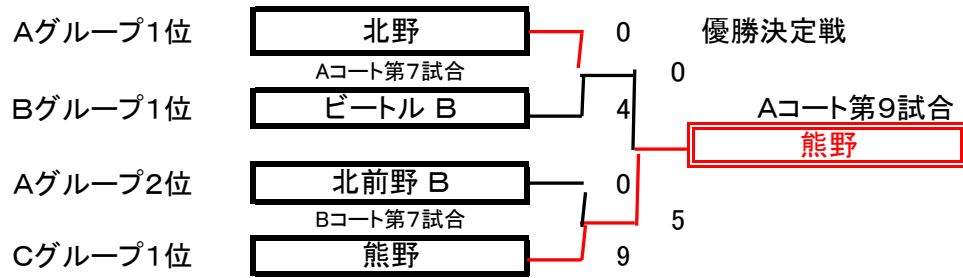 Aグループ1位 北野 0 優勝決定戦
Aコート第7試合 0
Bグループ1位 ビートル B 4 Aコート第9試合
熊野
Aグループ2位 北前野 B 0
Bコート第7試合 5
Cグループ1位 熊野 9